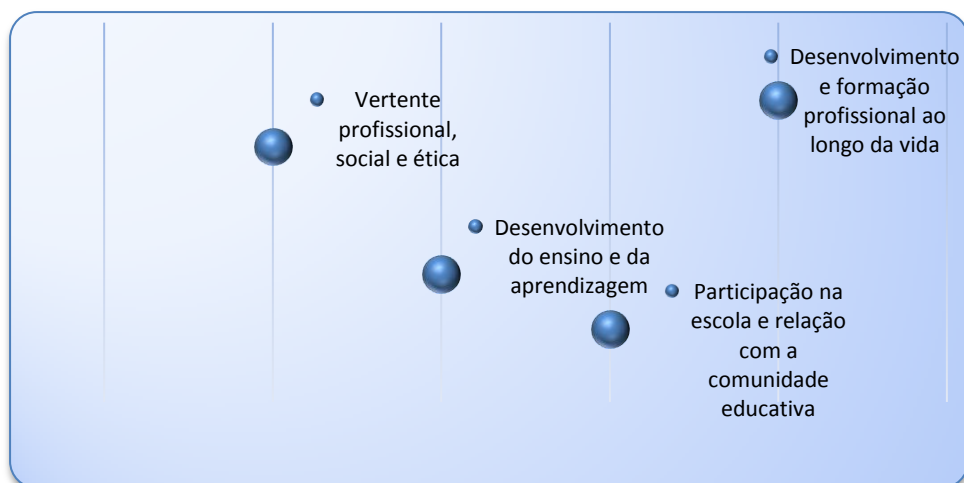 Vertente
profissional,
social e ética
Desenvolvimento
do ensino e da
aprendizagem
Participação na
escola e relação
com a
comunidade
educativa
Desenvolvimento
e formação
profissional ao
longo da vida